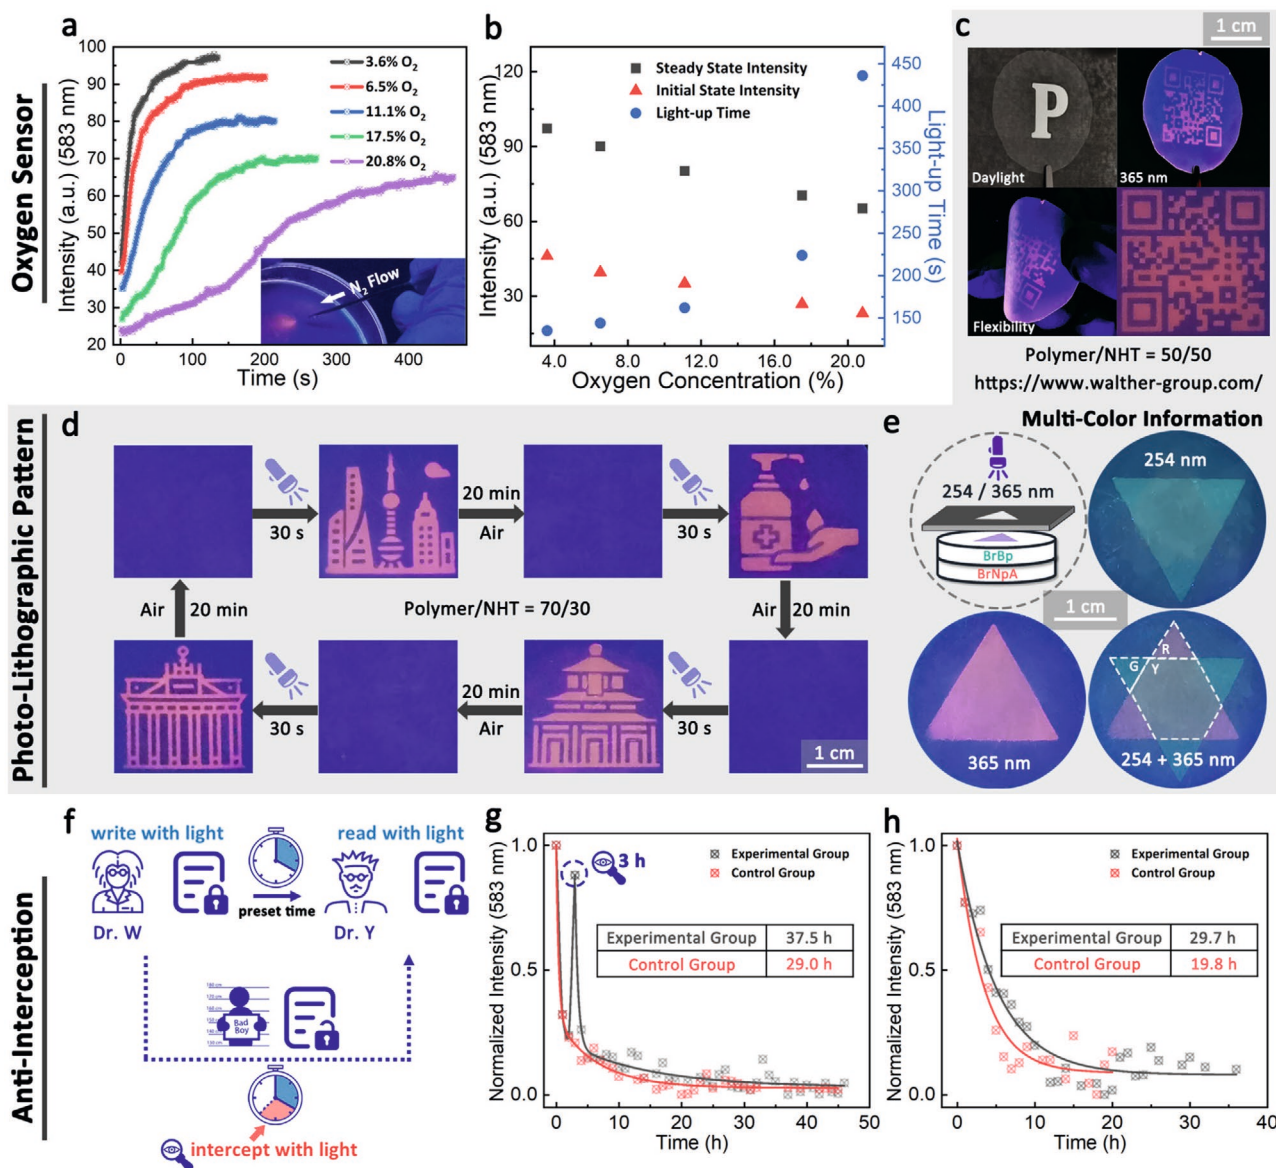 Oxygen Sensor
a
Intensity (a.u.) (583 nm)
100
90
80
70
60
50
40
30
20
0
100
200
300
400
Time (s)
3.6% O₂
6.5% O₂
11.1% O₂
17.5% O₂
20.8% O₂
N₂ Flow
b
Intensity (a.u.) (583 nm)
120
90
60
30
4.0
8.0
12.0
16.0
20.0
Oxygen Concentration (%)
Steady State Intensity
Initial State Intensity
Light-up Time
450
400
350
300
250
200
150
Light-up Time (s)
c
1 cm
P
Daylight
365 nm
Flexibility
Polymer/NHT = 50/50
https://www.walther-group.com/
Photo-Lithographic Pattern
d
30 s
20 min
Air
30 s
Air
20 min
Polymer/NHT = 70/30
Air
20 min
30 s
20 min
Air
30 s
1 cm
Multi-Color Information
e
254 / 365 nm
BrBp
BrNpA
254 nm
1 cm
365 nm
R
G
Y
254 + 365 nm
Anti-Interception
f
write with light
read with light
preset time
Dr. W
Dr. Y
Bad
Boy
intercept with light
g
Normalized Intensity (583 nm)
1.0
0.5
0.0
0
10
20
30
40
50
Time (h)
3 h
Experimental Group
Control Group
Experimental Group 37.5 h
Control Group 29.0 h
h
Normalized Intensity (583 nm)
1.0
0.5
0.0
0
10
20
30
40
Time (h)
Experimental Group
Control Group
Experimental Group 29.7 h
Control Group 19.8 h